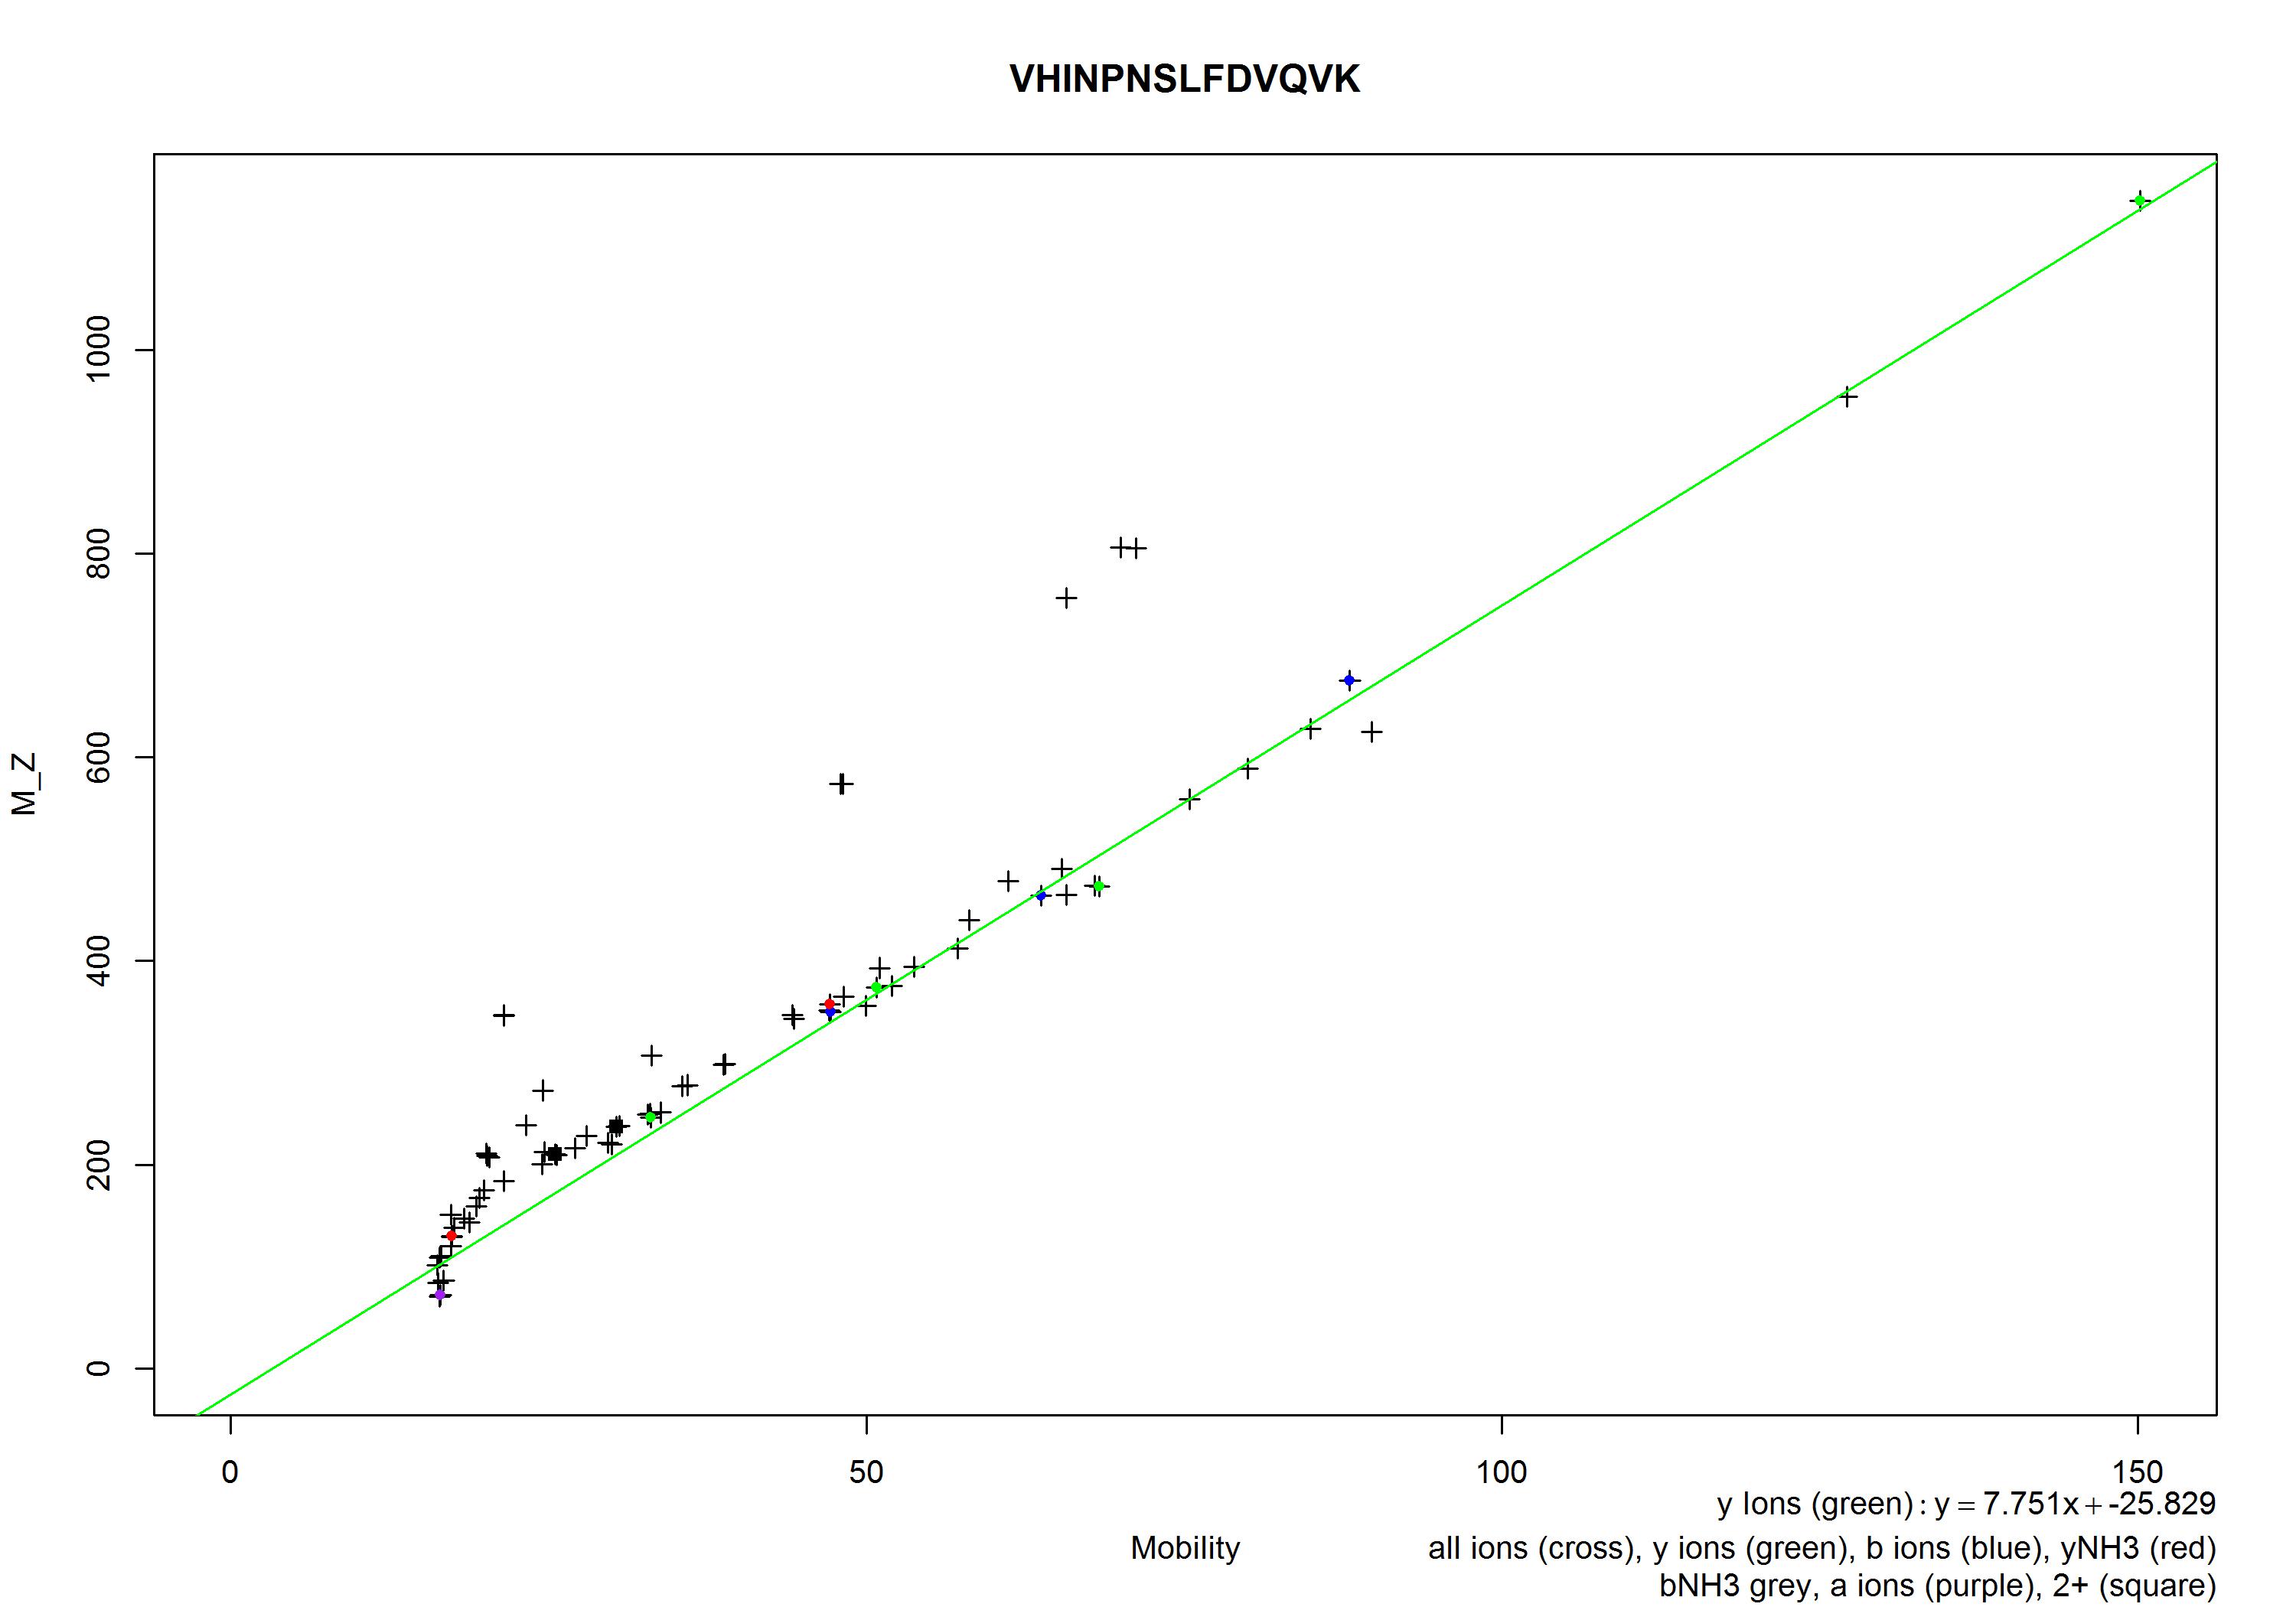 VHINPNSLFDVQVK
1000
800
600
400
200
0
M_Z
0 50 100 150
y Ions (green) : y = 7.751x + -25.829
Mobility
all ions (cross), y ions (green), b ions (blue), yNH3 (red)
bNH3 grey, a ions (purple), 2+ (square)